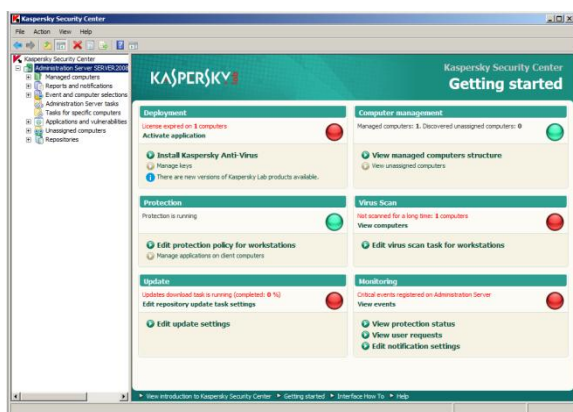 Kaspersky Security Center
File Action View Help
Kaspersky Security Center
Administration Server SERVER2008
Managed computers
Reports and notifications
Event and computer selections
Administration Server tasks
Tasks for specific computers
Applications and vulnerabilities
Unassigned computers
Repositories
KASPERSKY
Kaspersky Security Center
Getting started
Deployment
License expired on 1 computers
Activate application
Install Kaspersky Anti-Virus
Manage keys
There are new versions of Kaspersky Lab products available.
Computer management
Managed computers: 1. Discovered unassigned computers: 0
View managed computers structure
View unassigned computers
Protection
Protection is running
Edit protection policy for workstations
Manage applications on client computers
Virus Scan
Not scanned for a long time: 1 computers
View computers
Edit virus scan task for workstations
Update
Updates download task is running (completed: 0 %)
Edit repository update task settings
Edit update settings
Monitoring
Critical events registered on Administration Server
View events
View protection status
View user requests
Edit notification settings
View introduction to Kaspersky Security Center Getting started Interface How To Help